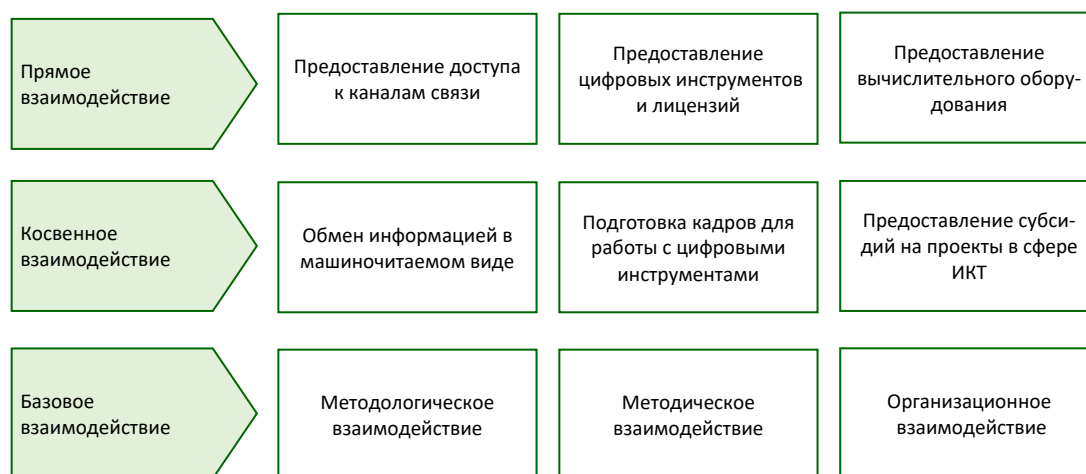 Прямое
взаимодействие
Предоставление доступа
к каналам связи
Предоставление
цифровых инструментов
и лицензий
Предоставление
вычислительного обору-
дования
Косвенное
взаимодействие
Обмен информацией в
машиночитаемом виде
Подготовка кадров для
работы с цифровыми
инструментами
Предоставление субси-
дий на проекты в сфере
ИКТ
Базовое
взаимодействие
Методологическое
взаимодействие
Методическое
взаимодействие
Организационное
взаимодействие